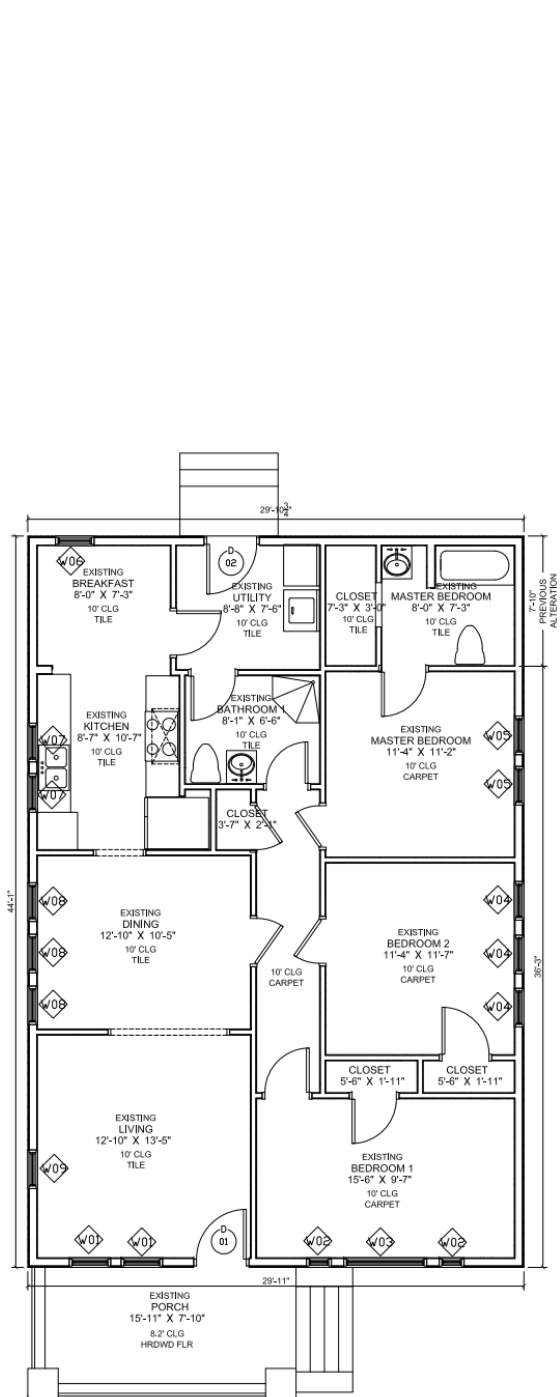 29'-10 3/4"
W06
EXISTING
BREAKFAST
8'-0" X 7'-3"
10' CLG
TILE
D
02
EXISTING
UTILITY
8'-8" X 7'-6"
10' CLG
TILE
CLOSET
7'-3" X 3'-0"
10' CLG
TILE
EXISTING
MASTER BEDROOM
8'-0" X 7'-3"
10' CLG
TILE
7'-10"
PREVIOUS
ALTERATION
EXISTING
KITCHEN
8'-7" X 10'-7"
10' CLG
TILE
W07
W07
EXISTING
BATHROOM 1
8'-1" X 6'-6"
10' CLG
TILE
EXISTING
MASTER BEDROOM
11'-4" X 11'-2"
10' CLG
CARPET
W05
W05
CLOSET
3'-7" X 2'-1"
44'-1"
W08
W08
W08
EXISTING
DINING
12'-10" X 10'-5"
10' CLG
TILE
10' CLG
CARPET
EXISTING
BEDROOM 2
11'-4" X 11'-7"
10' CLG
CARPET
W04
W04
W04
36'-3"
CLOSET
5'-6" X 1'-11"
CLOSET
5'-6" X 1'-11"
EXISTING
LIVING
12'-10" X 13'-5"
10' CLG
TILE
W09
W01
W01
D
01
EXISTING
BEDROOM 1
15'-6" X 9'-7"
10' CLG
CARPET
W02
W03
W02
29'-11"
EXISTING
PORCH
15'-11" X 7'-10"
8.2' CLG
HRDWD FLR